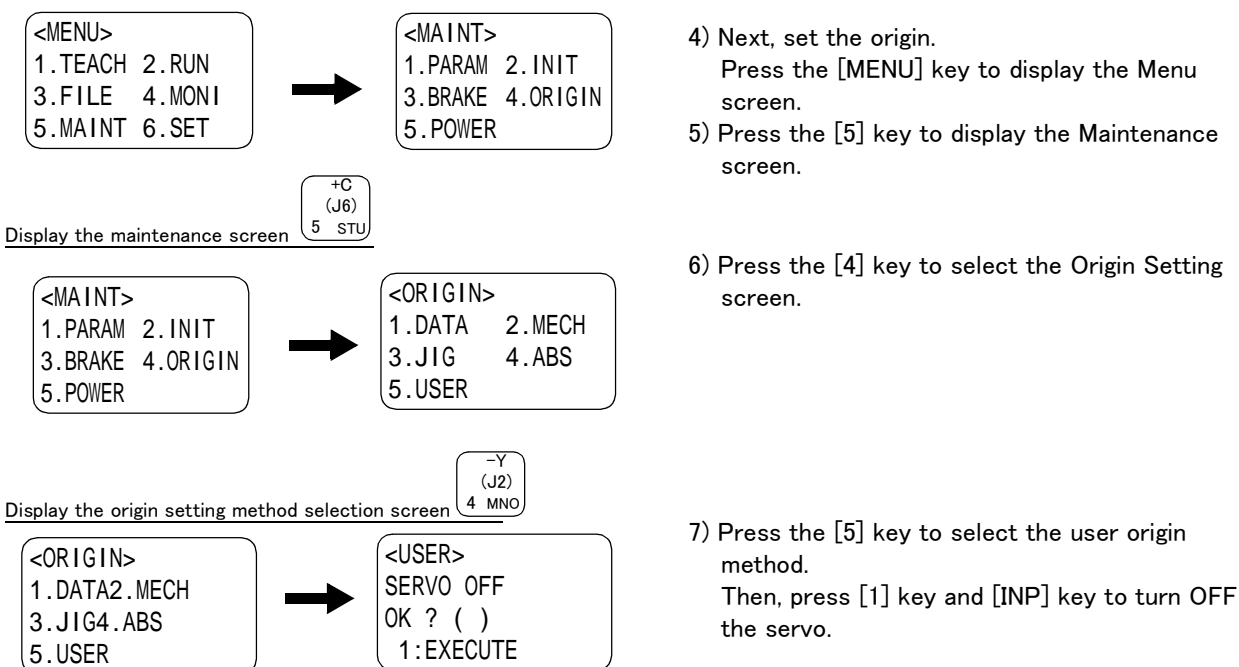 <MENU>
1.TEACH 2.RUN
3.FILE 4.MONI
5.MAINT 6.SET
<MAINT>
1.PARAM 2.INIT
3.BRAKE 4.ORIGIN
5.POWER
4) Next, set the origin.
Press the [MENU] key to display the Menu
screen.
5) Press the [5] key to display the Maintenance
screen.
Display the maintenance screen
+C
(J6)
5 STU
<MAINT>
1.PARAM 2.INIT
3.BRAKE 4.ORIGIN
5.POWER
<ORIGIN>
1.DATA 2.MECH
3.JIG 4.ABS
5.USER
6) Press the [4] key to select the Origin Setting
screen.
Display the origin setting method selection screen
-Y
(J2)
4 MNO
<ORIGIN>
1.DATA2.MECH
3.JIG4.ABS
5.USER
<USER>
SERVO OFF
OK ? ( )
1:EXECUTE
7) Press the [5] key to select the user origin
method.
Then, press [1] key and [INP] key to turn OFF
the servo.